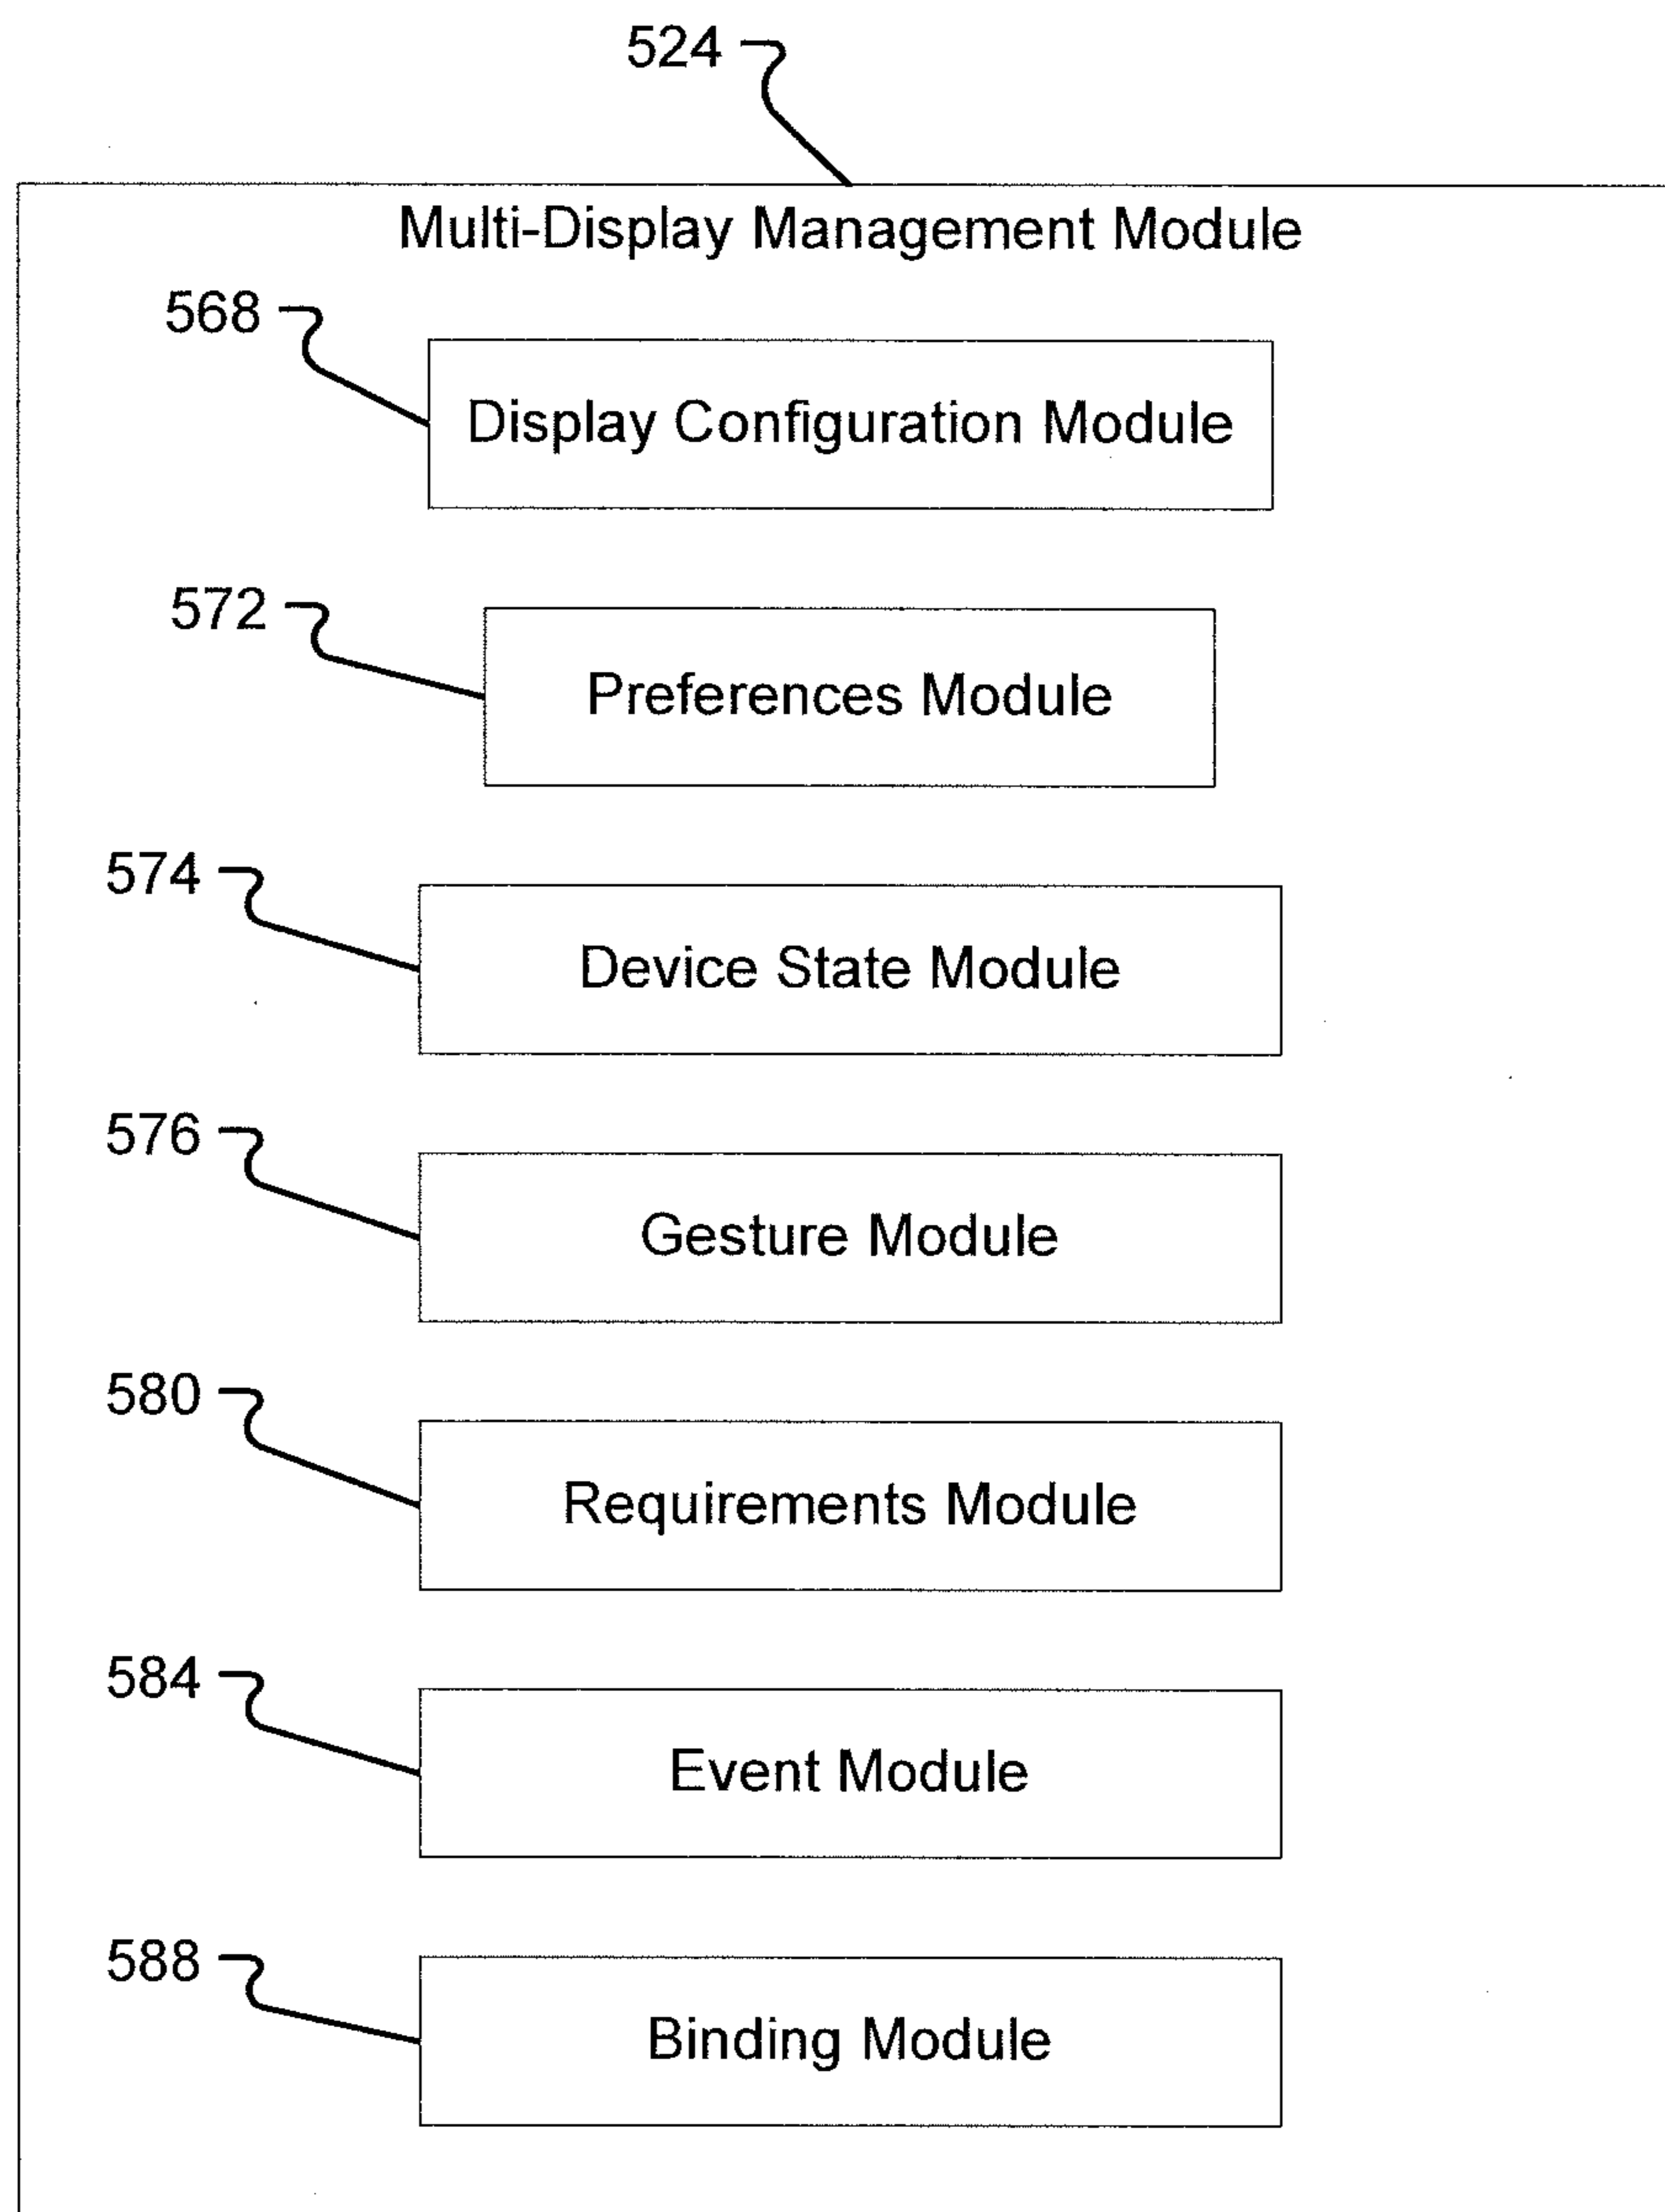 524
Multi-Display Management Module
568
Display Configuration Module
572
Preferences Module
574
Device State Module
576
Gesture Module
580
Requirements Module
584
Event Module
588
Binding Module